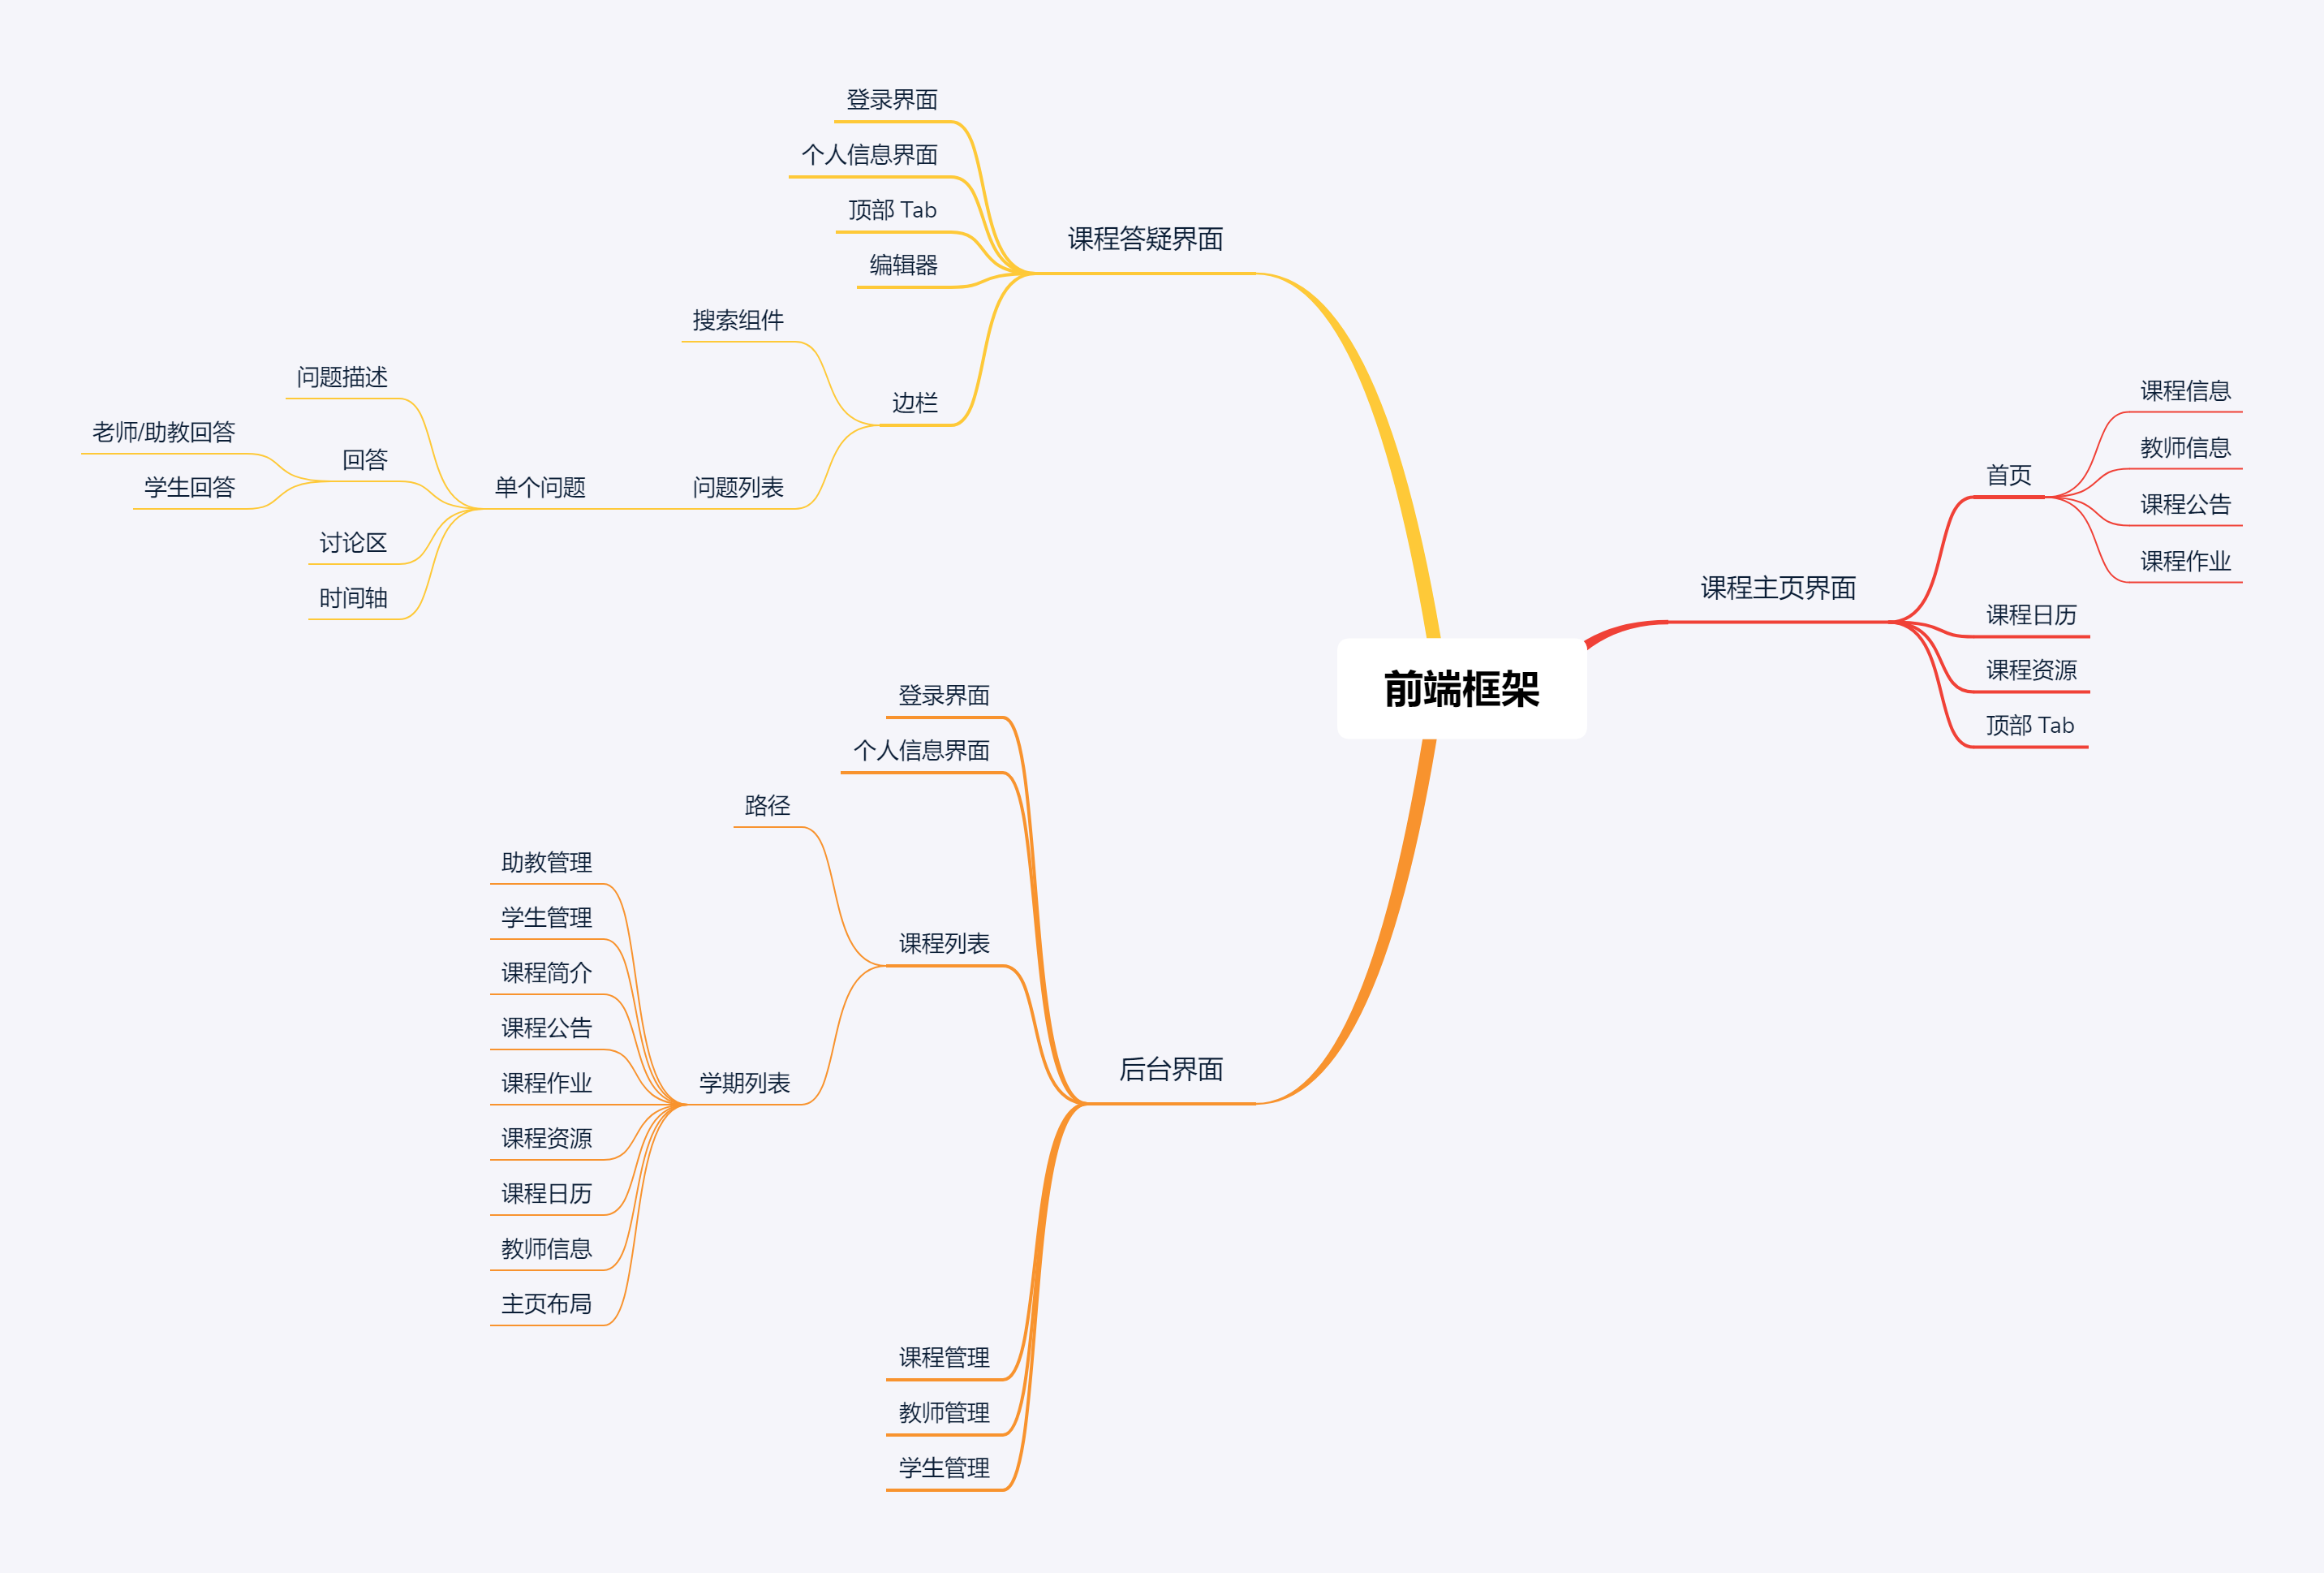 前端框架
课程主页界面
首页
课程信息
教师信息
课程公告
课程作业
课程日历
课程资源
顶部 Tab
课程答疑界面
登录界面
个人信息界面
顶部 Tab
编辑器
边栏
搜索组件
问题列表
单个问题
问题描述
回答
老师/助教回答
学生回答
讨论区
时间轴
后台界面
登录界面
个人信息界面
课程列表
路径
学期列表
助教管理
学生管理
课程简介
课程公告
课程作业
课程资源
课程日历
教师信息
主页布局
课程管理
教师管理
学生管理